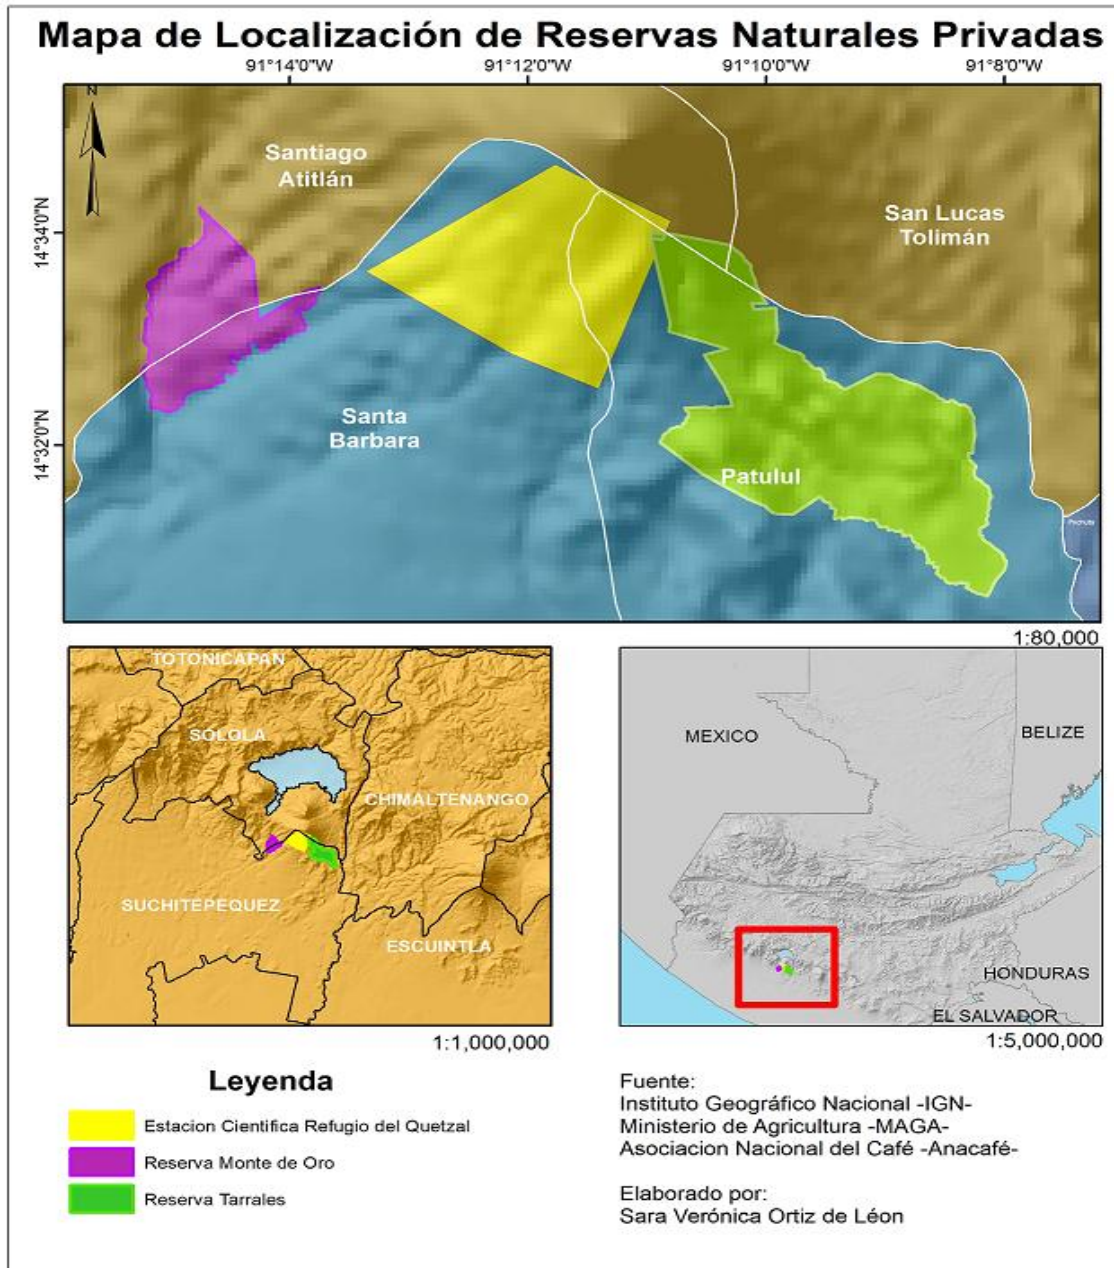 Mapa de Localización de Reservas Naturales Privadas
91°14'0"W 91°12'0"W 91°10'0"W 91°8'0"W
N
14°34'0"N
14°32'0"N
Santiago
Atitlán
San Lucas
Tolimán
Santa
Barbara
Patulul
1:80,000
TOTONICAPAN
SOLOLA
CHIMALTENANGO
SUCHITEPEQUEZ
ESCUINTLA
1:1,000,000
MEXICO
BELIZE
HONDURAS
EL SALVADOR
1:5,000,000
Leyenda
Estacion Cientifica Refugio del Quetzal
Reserva Monte de Oro
Reserva Tarrales
Fuente:
Instituto Geográfico Nacional -IGN-
Ministerio de Agricultura -MAGA-
Asociacion Nacional del Café -Anacafé-
Elaborado por:
Sara Verónica Ortiz de Léon